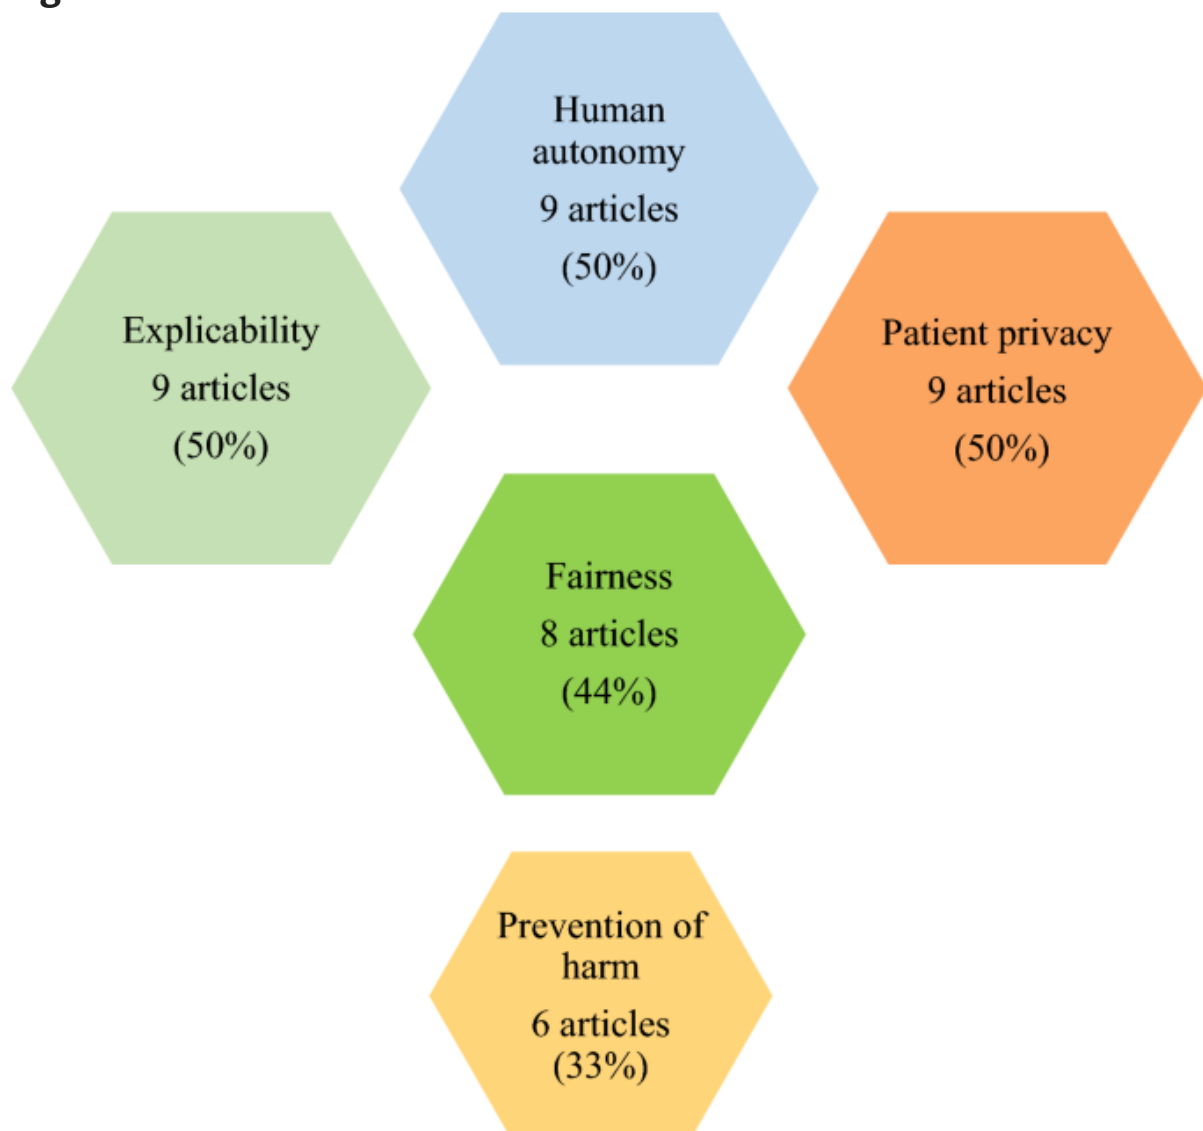 Human
autonomy
9 articles
(50%)
Explicability
9 articles
(50%)
Patient privacy
9 articles
(50%)
Fairness
8 articles
(44%)
Prevention of
harm
6 articles
(33%)